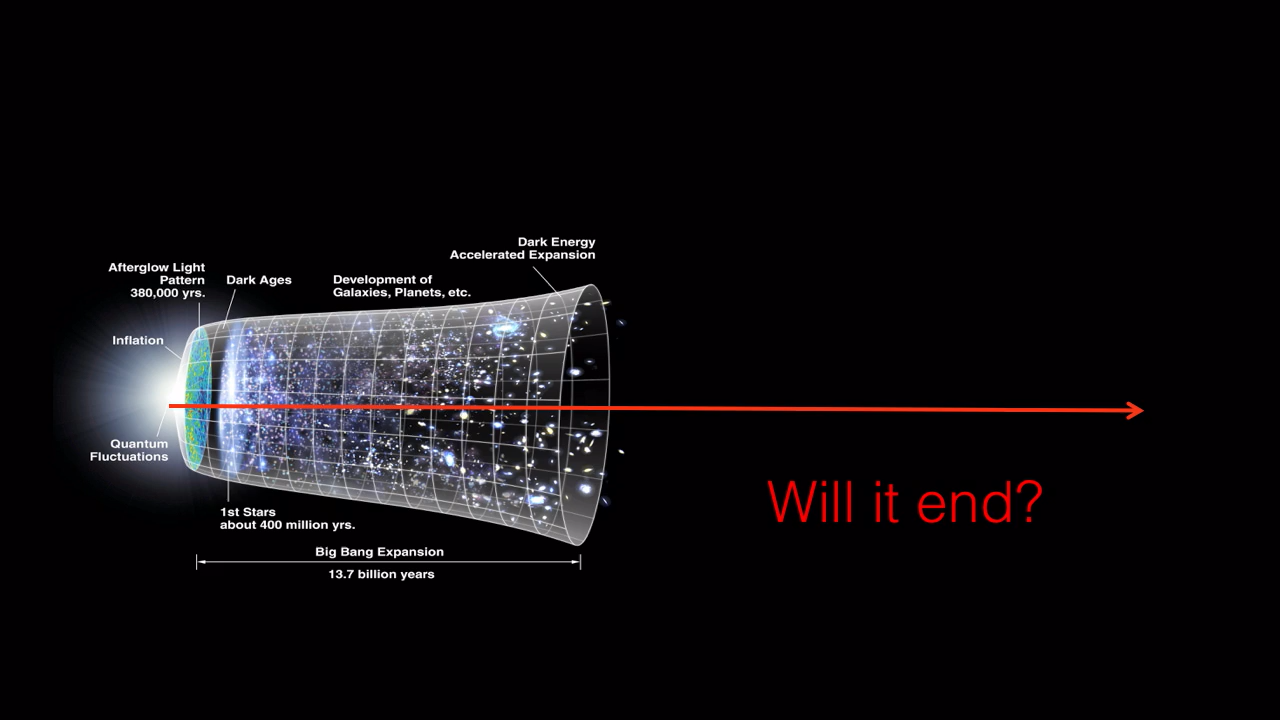 Dark Energy
Accelerated Expansion
Afterglow Light
Pattern
380,000 yrs.
Dark Ages
Development of
Galaxies, Planets, etc.
Inflation
Quantum
Fluctuations
Will it end?
1st Stars
about 400 million yrs.
Big Bang Expansion
13.7 billion years